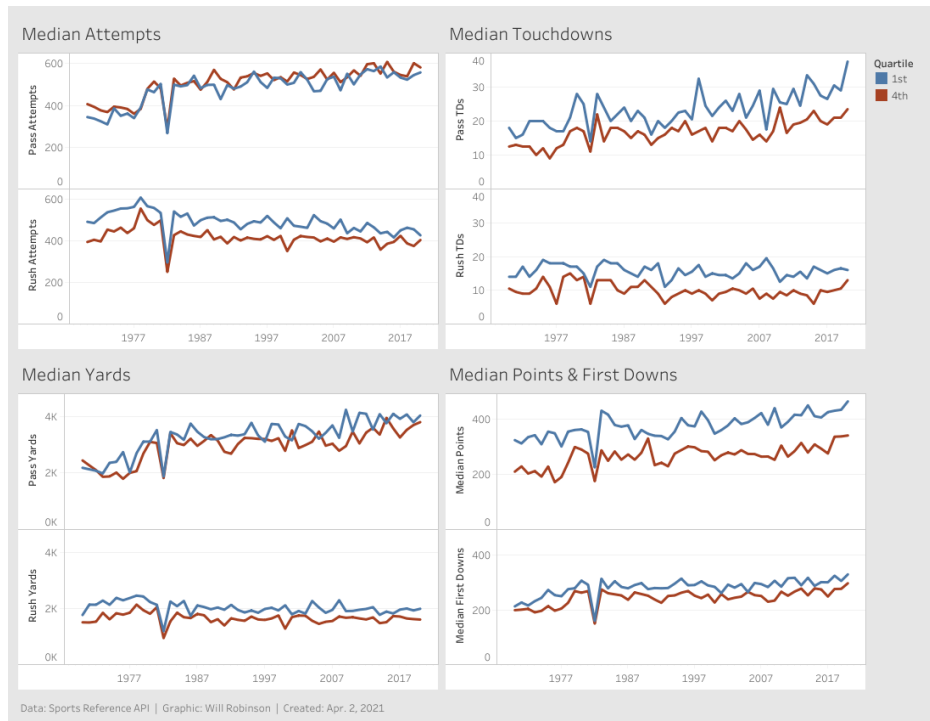 Median Attempts
Pass Attempts
600
400
200
0
Rush Attempts
600
400
200
0
1977 1987 1997 2007 2017
Median Touchdowns
Pass TDs
40
30
20
10
0
Rush TDs
40
30
20
10
0
1977 1987 1997 2007 2017
Quartile
1st
4th
Median Yards
Pass Yards
4K
2K
0K
Rush Yards
4K
2K
0K
1977 1987 1997 2007 2017
Median Points & First Downs
Median Points
400
200
0
Median First Downs
400
200
0
1977 1987 1997 2007 2017
Data: Sports Reference API | Graphic: Will Robinson | Created: Apr. 2, 2021